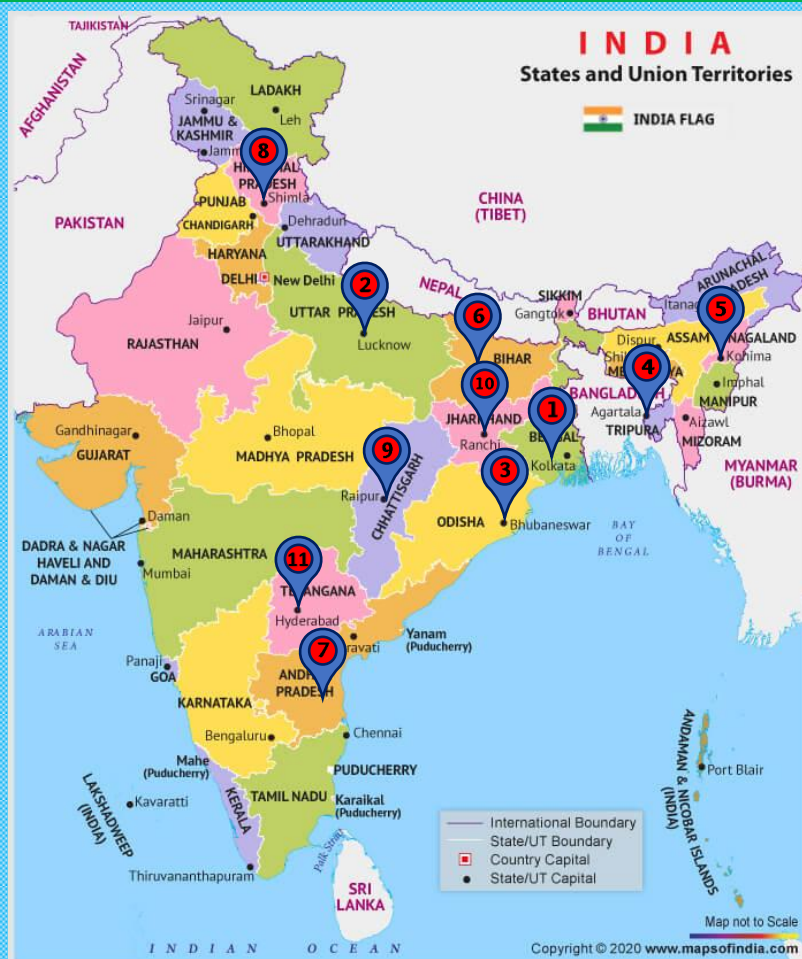 INDIA
States and Union Territories
INDIA FLAG
TAJIKISTAN
AFGHANISTAN
PAKISTAN
CHINA
(TIBET)
NEPAL
BHUTAN
BANGLADESH
MYANMAR
(BURMA)
SRI
LANKA
LADAKH
Leh
Srinagar
JAMMU &
KASHMIR
8
PRADESH
Shimla
PUNJAB
CHANDIGARH
Dehradun
UTTARAKHAND
HARYANA
DELHI
New Delhi
2
UTTAR PRADESH
Lucknow
Jaipur
RAJASTHAN
6
BIHAR
SIKKIM
Gangtok
ARUNACHAL
5
Dispur
ASSAM
NAGALAND
Kohima
4
Imphal
MANIPUR
Agartala
TRIPURA
Aizawl
MIZORAM
10
JHARKHAND
Ranchi
1
Kolkata
Gandhinagar
GUJARAT
Bhopal
MADHYA PRADESH
9
Raipur
CHHATTISGARH
3
ODISHA
Bhubaneswar
BAY
OF
BENGAL
Daman
DADRA & NAGAR
HAVELI AND
DAMAN & DIU
MAHARASHTRA
Mumbai
11
TELANGANA
Hyderabad
ARABIAN
SEA
7
Yanam
(Puducherry)
Panaji
GOA
PRADESH
KARNATAKA
Bengaluru
Chennai
Mahe
(Puducherry)
PUDUCHERRY
TAMIL NADU
Karaikal
(Puducherry)
KERALA
LAKSHADWEEP
(INDIA)
Kavaratti
Thiruvananthapuram
Palk Strait
ANDAMAN & NICOBAR ISLANDS
(INDIA)
Port Blair
International Boundary
State/UT Boundary
Country Capital
State/UT Capital
Map not to Scale
INDIAN OCEAN
Copyright © 2020 www.mapsofindia.com